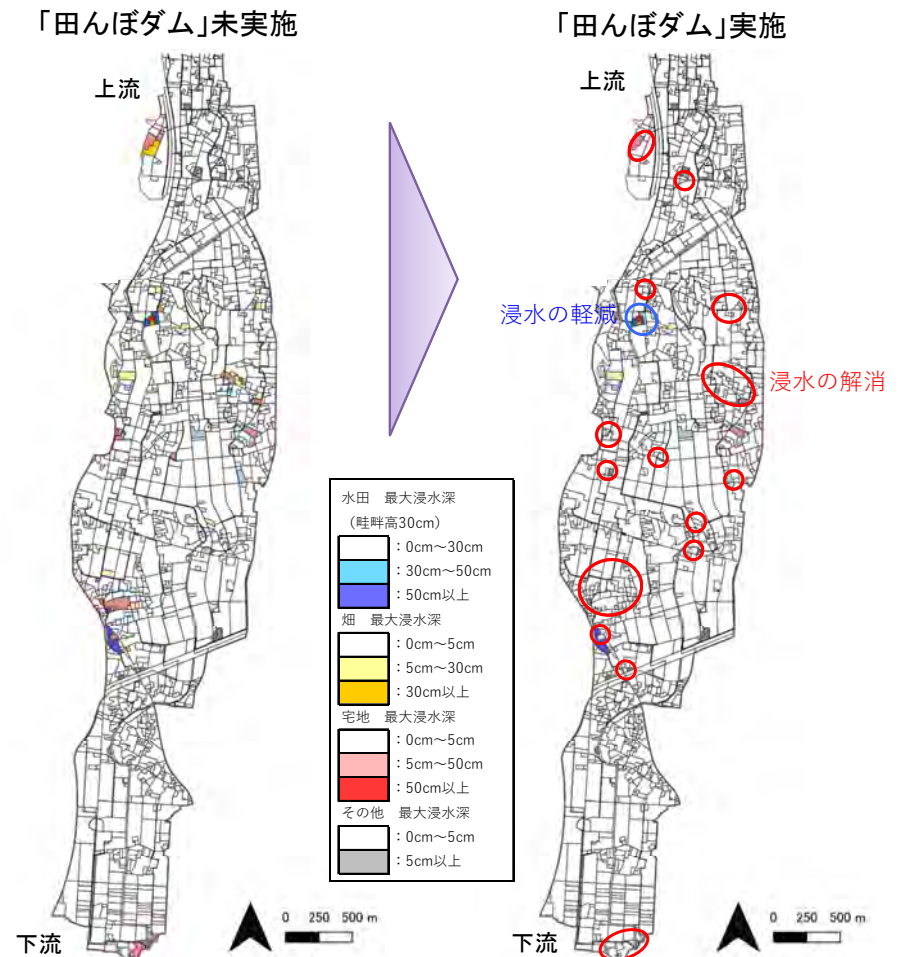 「田んぼダム」未実施
「田んぼダム」実施
上流
上流
浸水の軽減
浸水の解消
水田 最大浸水深
(畦畔高30cm)
:0cm～30cm
:30cm～50cm
:50cm以上
畑 最大浸水深
:0cm～5cm
:5cm～30cm
:30cm以上
宅地 最大浸水深
:0cm～5cm
:5cm～50cm
:50cm以上
その他 最大浸水深
:0cm～5cm
:5cm以上
下流
0 250 500 m
下流
0 250 500 m